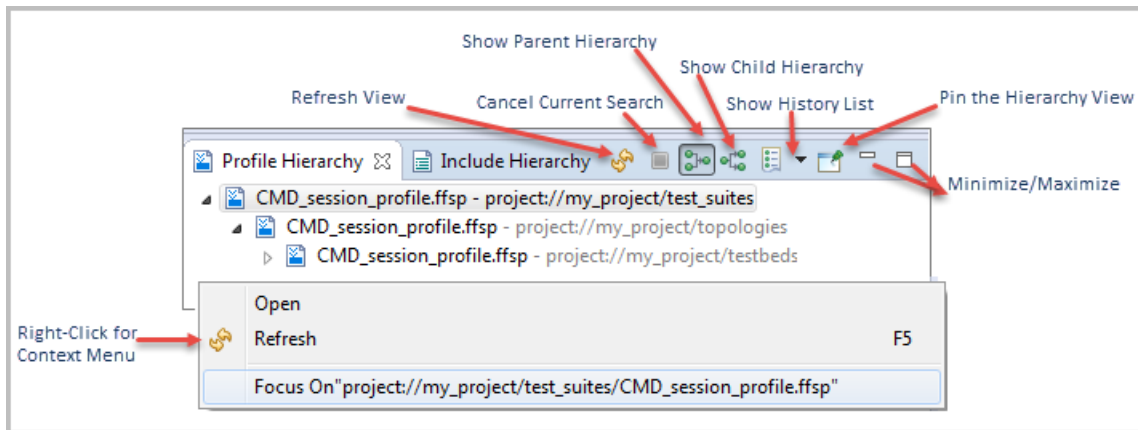 Show Parent Hierarchy
Show Child Hierarchy
Refresh View
Cancel Current Search
Show History List
Pin the Hierarchy View
Profile Hierarchy
Include Hierarchy
Minimize/Maximize
CMD_session_profile.ffsp - project://my_project/test_suites
CMD_session_profile.ffsp - project://my_project/topologies
CMD_session_profile.ffsp - project://my_project/testbeds
Open
Right-Click for
Context Menu
Refresh F5
Focus On"project://my_project/test_suites/CMD_session_profile.ffsp"